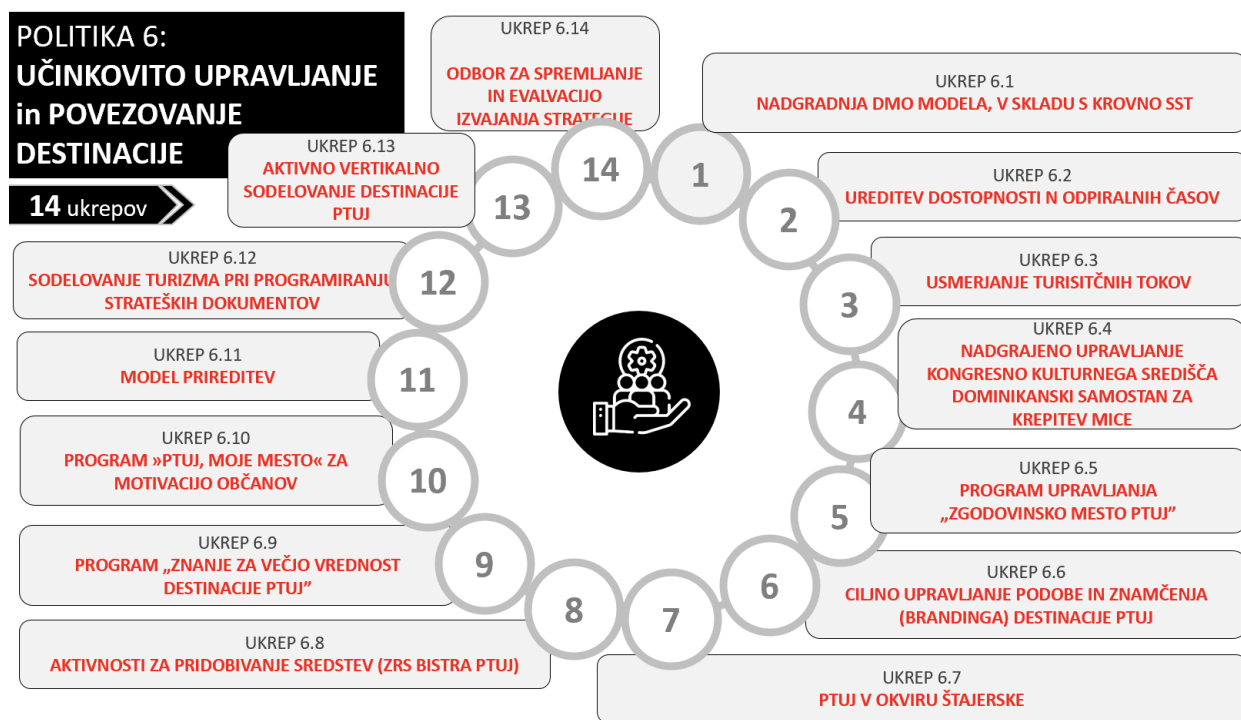 POLITIKA 6:
UČINKOVITO UPRAVLJANJE
in POVEZOVANJE
DESTINACIJE
14 ukrepov
UKREP 6.1
NADGRADNJA DMO MODELA, V SKLADU S KROVNO SST
UKREP 6.2
UREDITEV DOSTOPNOSTI N ODPIRALNIH ČASOV
UKREP 6.3
USMERJANJE TURISITČNIH TOKOV
UKREP 6.4
NADGRAJENO UPRAVLJANJE
KONGRESNO KULTURNEGA SREDIŠČA
DOMINIKANSKI SAMOSTAN ZA
KREPITEV MICE
UKREP 6.5
PROGRAM UPRAVLJANJA
„ZGODOVINSKO MESTO PTUJ”
UKREP 6.6
CILJNO UPRAVLJANJE PODOBE IN ZNAMČENJA
(BRANDINGA) DESTINACIJE PTUJ
UKREP 6.7
PTUJ V OKVIRU ŠTAJERSKE
UKREP 6.8
AKTIVNOSTI ZA PRIDOBIVANJE SREDSTEV (ZRS BISTRA PTUJ)
UKREP 6.9
PROGRAM „ZNANJE ZA VEČJO VREDNOST
DESTINACIJE PTUJ”
UKREP 6.10
PROGRAM »PTUJ, MOJE MESTO« ZA
MOTIVACIJO OBČANOV
UKREP 6.11
MODEL PRIREDITEV
UKREP 6.12
SODELOVANJE TURIZMA PRI PROGRAMIRANJU
STRATEŠKIH DOKUMENTOV
UKREP 6.13
AKTIVNO VERTIKALNO
SODELOVANJE DESTINACIJE
PTUJ
UKREP 6.14
ODBOR ZA SPREMLJANJE
IN EVALVACIJO
IZVAJANJA STRATEGIJE
1
2
3
4
5
6
7
8
9
10
11
12
13
14